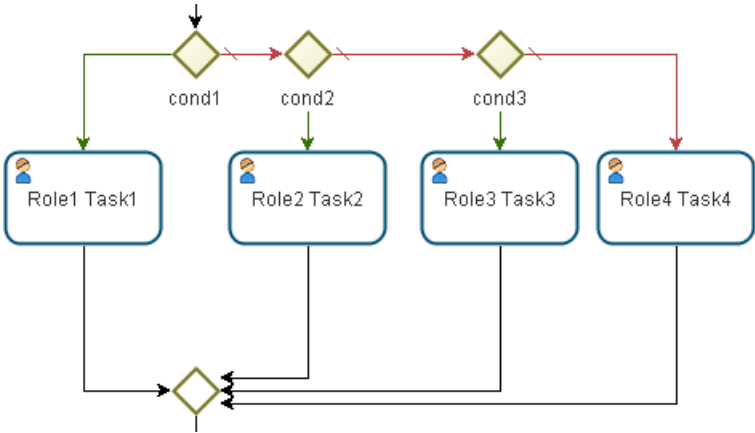 cond1
cond2
cond3
Role1 Task1
Role2 Task2
Role3 Task3
Role4 Task4